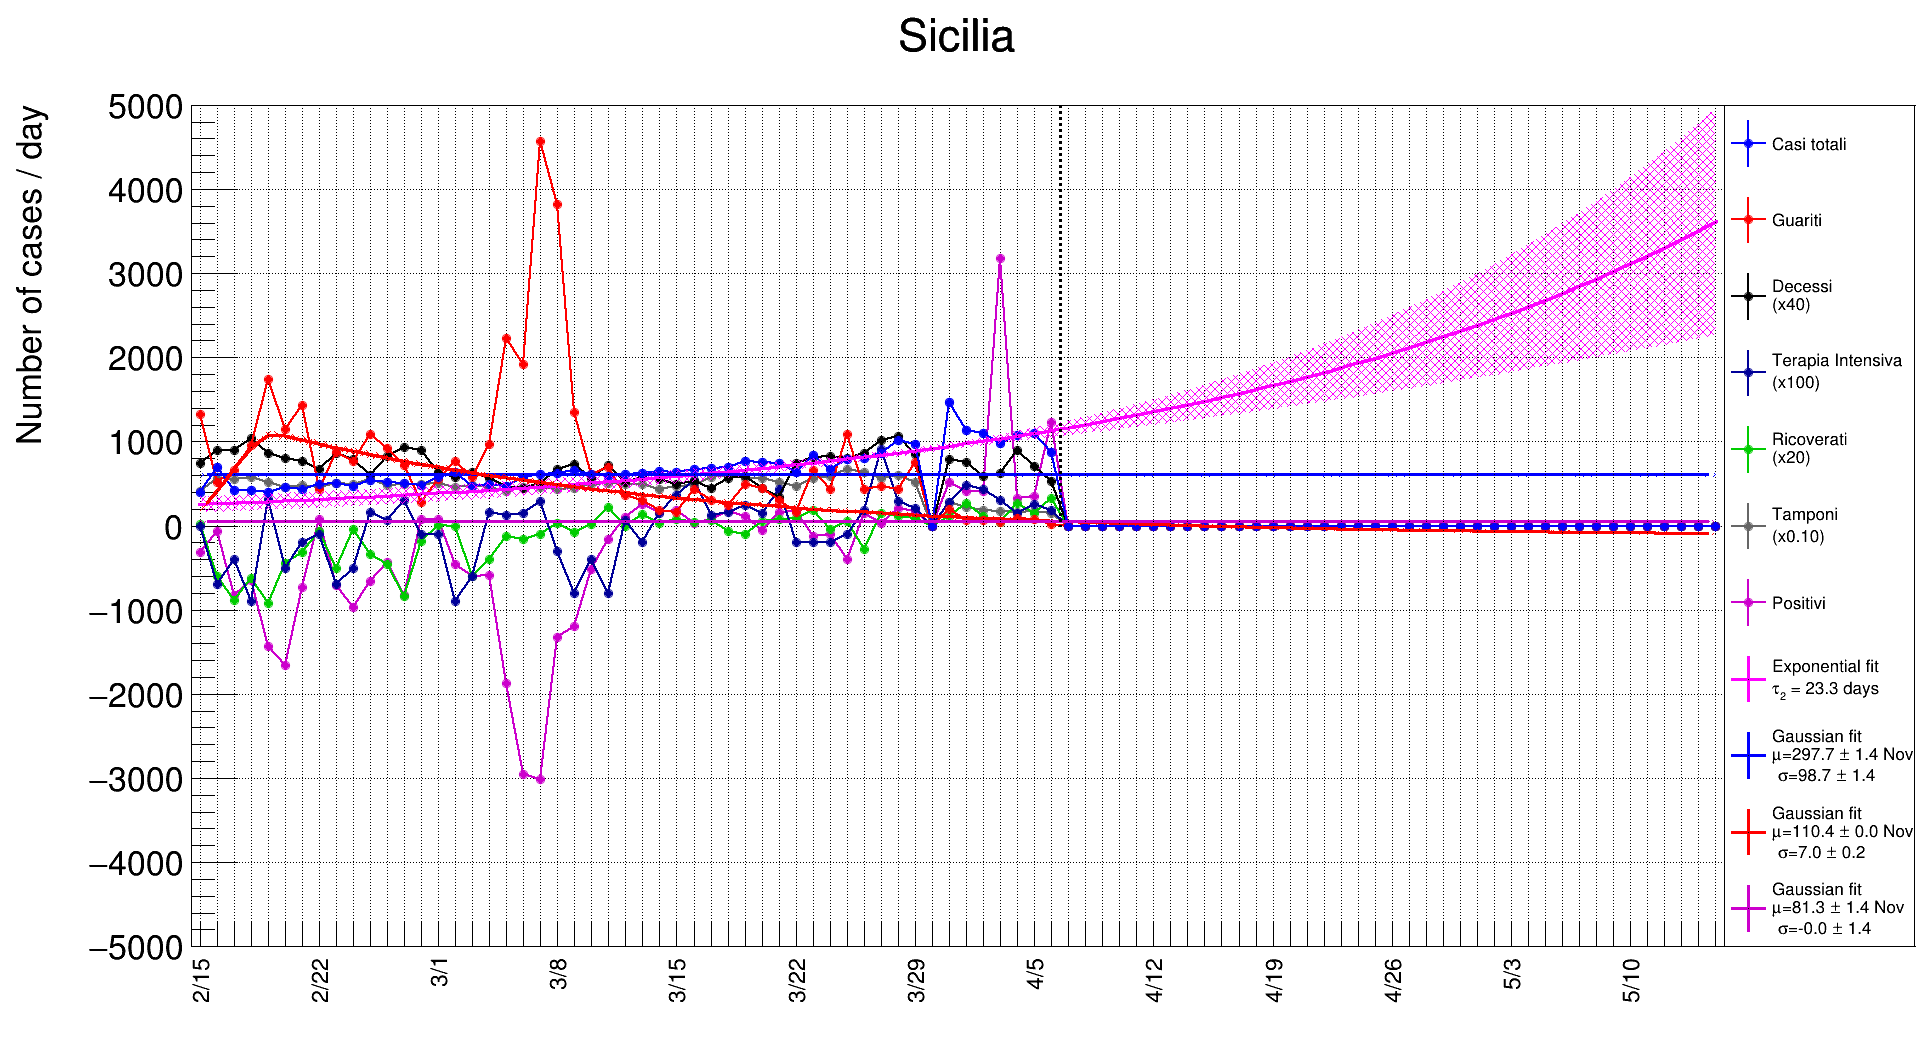 Sicilia
Number of cases / day
5000
4000
3000
2000
1000
0
−1000
−2000
−3000
−4000
−5000
2/15
2/22
3/1
3/8
3/15
3/22
3/29
4/5
4/12
4/19
4/26
5/3
5/10
Casi totali
Guariti
Decessi
(x40)
Terapia Intensiva
(x100)
Ricoverati
(x20)
Tamponi
(x0.10)
Positivi
Exponential fit
τ2 = 23.3 days
Gaussian fit
μ=297.7 ± 1.4 Nov
σ=98.7 ± 1.4
Gaussian fit
μ=110.4 ± 0.0 Nov
σ=7.0 ± 0.2
Gaussian fit
μ=81.3 ± 1.4 Nov
σ=-0.0 ± 1.4